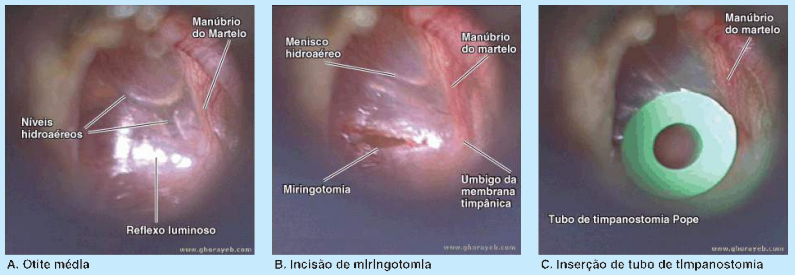 Manúbrio
do Martelo
Níveis
hidroaéreos
Reflexo luminoso
www.ghorayeb.com
A. Otite média
Menisco
hidroaéreo
Manúbrio
do martelo
Miringotomia
Umbigo da
membrana
timpânica
www.ghorayeb.com
B. Incisão de miringotomia
Manúbrio
do martelo
Tubo de timpanostomia Pope
www.ghorayeb.com
C. Inserção de tubo de timpanostomia